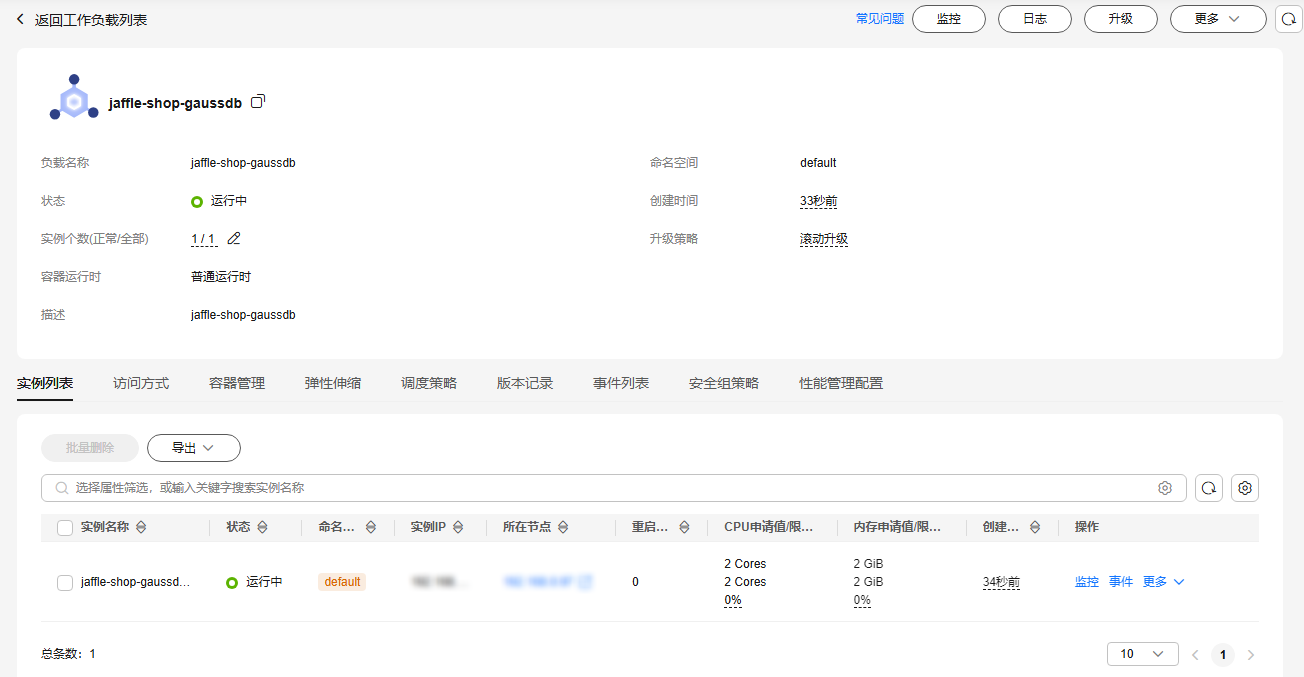 返回工作负载列表 常见问题 监控 日志 升级 更多
jaffle-shop-gaussdb
负载名称 jaffle-shop-gaussdb 命名空间 default
状态 运行中 创建时间 33秒前
实例个数(正常/全部) 1 / 1 升级策略 滚动升级
容器运行时 普通运行时
描述 jaffle-shop-gaussdb
实例列表 访问方式 容器管理 弹性伸缩 调度策略 版本记录 事件列表 安全组策略 性能管理配置
批量删除 导出
选择属性筛选，或输入关键字搜索实例名称
实例名称 状态 命名... 实例IP 所在节点 重启... CPU申请值/限... 内存申请值/限... 创建... 操作
2 Cores 2 GiB
jaffle-shop-gaussd... 运行中 default 0 2 Cores 2 GiB 34秒前 监控 事件 更多
0% 0%
总条数：1 10 1